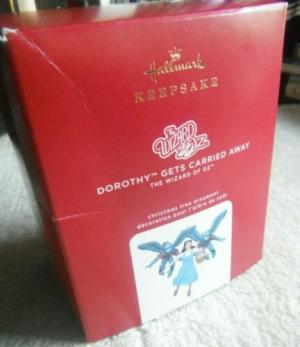 Hallmark
KEEPSAKE
THE
WIZARD
OF OZ
DOROTHY™ GETS CARRIED AWAY
THE WIZARD OF OZ™
christmas tree ornament
décoration pour l'arbre de noël